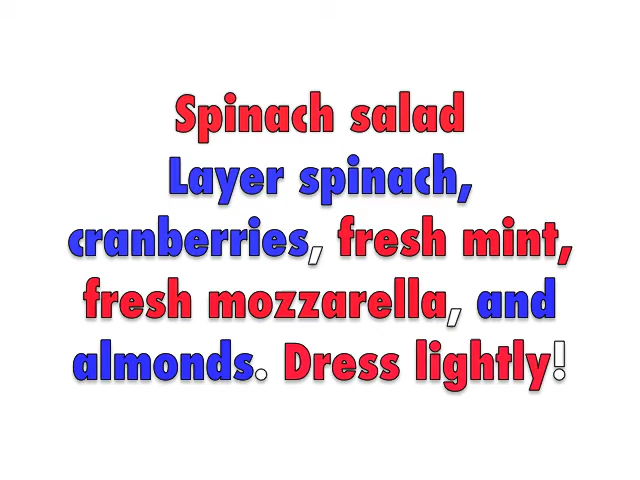 Spinach salad
Layer spinach,
cranberries, fresh mint,
fresh mozzarella, and
almonds. Dress lightly!